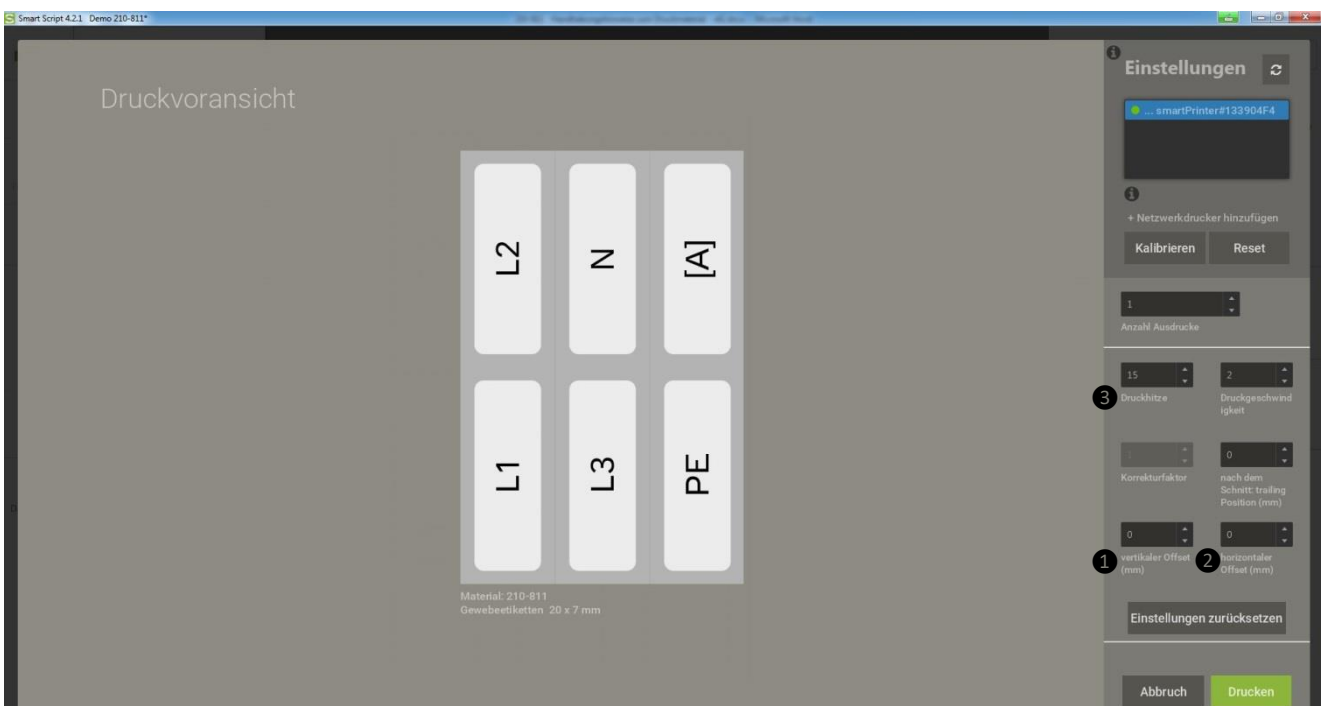 Smart Script 4.2.1 Demo 210-811*
Druckvoransicht
L2
N
[A]
L1
L3
PE
Material: 210-811
Gewebeetiketten 20 x 7 mm
Einstellungen
... smartPrinter#133904F4
+ Netzwerkdrucker hinzufügen
Kalibrieren Reset
1
Anzahl Ausdrucke
15 2
3 Druckhitze Druckgeschwind
igkeit
1 0
Korrekturfaktor nach dem
Schnitt: trailing
Position (mm)
0 0
1 vertikaler Offset 2 horizontaler
(mm) Offset (mm)
Einstellungen zurücksetzen
Abbruch Drucken